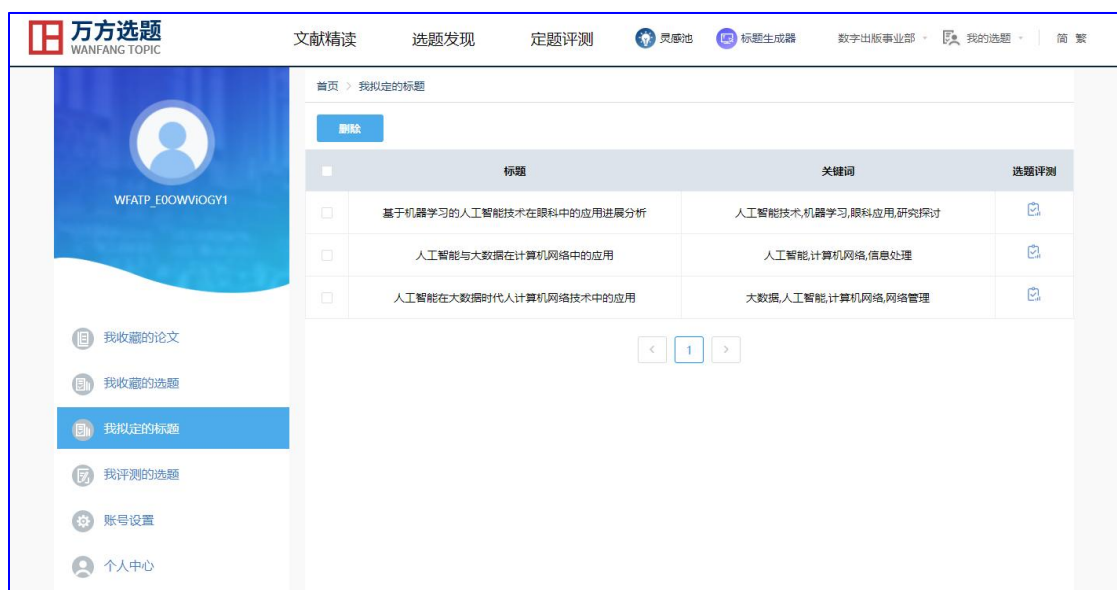 万方选题
WANFANG TOPIC
文献精读 选题发现 定题评测 灵感池 标题生成器 数字出版事业部 我的选题 简 繁
首页 > 我拟定的标题
删除
标题 关键词 选题评测
WFATP_E0OWViOGY1
基于机器学习的人工智能技术在眼科中的应用进展分析 人工智能技术,机器学习,眼科应用,研究探讨
人工智能与大数据在计算机网络中的应用 人工智能,计算机网络,信息处理
人工智能在大数据时代人计算机网络技术中的应用 大数据,人工智能,计算机网络,网络管理
< 1 >
我收藏的论文
我收藏的选题
我拟定的标题
我评测的选题
账号设置
个人中心